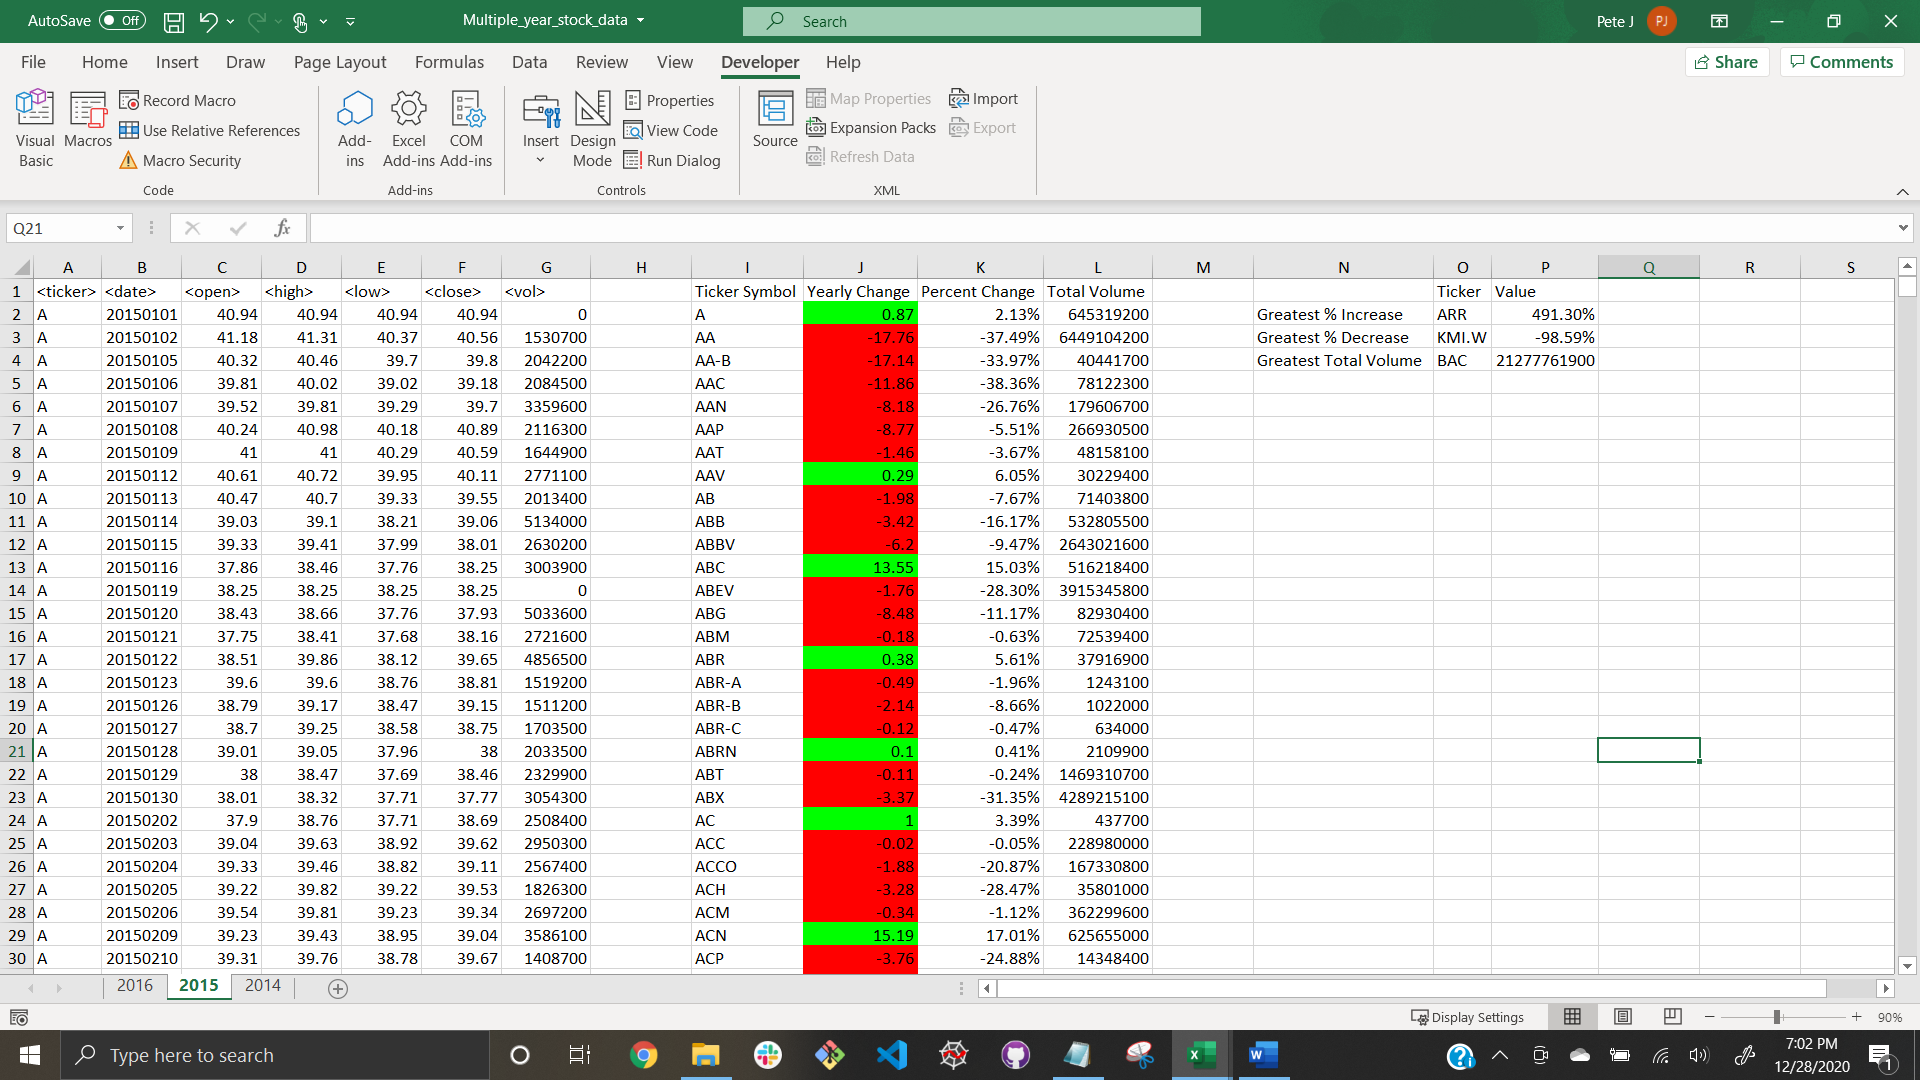 AutoSave Off Multiple_year_stock_data Search Pete J PJ
File Home Insert Draw Page Layout Formulas Data Review View Developer Help Share Comments
Visual Basic
Macros
Record Macro
Use Relative References
Macro Security
Code
Add-ins
Excel Add-ins
COM Add-ins
Add-ins
Insert
Design Mode
Properties
View Code
Run Dialog
Controls
Source
Map Properties
Expansion Packs
Refresh Data
Import
Export
XML
Q21 fx
A B C D E F G H I J K L M N O P Q R S
1 <ticker> <date> <open> <high> <low> <close> <vol> Ticker Symbol Yearly Change Percent Change Total Volume Ticker Value
2 A 20150101 40.94 40.94 40.94 40.94 0 A 0.87 2.13% 645319200 Greatest % Increase ARR 491.30%
3 A 20150102 41.18 41.31 40.37 40.56 1530700 AA -17.76 -37.49% 6449104200 Greatest % Decrease KMI.W -98.59%
4 A 20150105 40.32 40.46 39.7 39.8 2042200 AA-B -17.14 -33.97% 40441700 Greatest Total Volume BAC 21277761900
5 A 20150106 39.81 40.02 39.02 39.18 2084500 AAC -11.86 -38.36% 78122300
6 A 20150107 39.52 39.81 39.29 39.7 3359600 AAN -8.18 -26.76% 179606700
7 A 20150108 40.24 40.98 40.18 40.89 2116300 AAP -8.77 -5.51% 266930500
8 A 20150109 41 41 40.29 40.59 1644900 AAT -1.46 -3.67% 48158100
9 A 20150112 40.61 40.72 39.95 40.11 2771100 AAV 0.29 6.05% 30229400
10 A 20150113 40.47 40.7 39.33 39.55 2013400 AB -1.98 -7.67% 71403800
11 A 20150114 39.03 39.1 38.21 39.06 5134000 ABB -3.42 -16.17% 532805500
12 A 20150115 39.33 39.41 37.99 38.01 2630200 ABBV -6.2 -9.47% 2643021600
13 A 20150116 37.86 38.46 37.76 38.25 3003900 ABC 13.55 15.03% 516218400
14 A 20150119 38.25 38.25 38.25 38.25 0 ABEV -1.76 -28.30% 3915345800
15 A 20150120 38.43 38.66 37.76 37.93 5033600 ABG -8.48 -11.17% 82930400
16 A 20150121 37.75 38.41 37.68 38.16 2721600 ABM -0.18 -0.63% 72539400
17 A 20150122 38.51 39.86 38.12 39.65 4856500 ABR 0.38 5.61% 37916900
18 A 20150123 39.6 39.6 38.76 38.81 1519200 ABR-A -0.49 -1.96% 1243100
19 A 20150126 38.79 39.17 38.47 39.15 1511200 ABR-B -2.14 -8.66% 1022000
20 A 20150127 38.7 39.25 38.58 38.75 1703500 ABR-C -0.12 -0.47% 634000
21 A 20150128 39.01 39.05 37.96 38 2033500 ABRN 0.1 0.41% 2109900
22 A 20150129 38 38.47 37.69 38.46 2329900 ABT -0.11 -0.24% 1469310700
23 A 20150130 38.01 38.32 37.71 37.77 3054300 ABX -3.37 -31.35% 4289215100
24 A 20150202 37.9 38.76 37.71 38.69 2508400 AC 1 3.39% 437700
25 A 20150203 39.04 39.63 38.92 39.62 2950300 ACC -0.02 -0.05% 228980000
26 A 20150204 39.33 39.46 38.82 39.11 2567400 ACCO -1.88 -20.87% 167330800
27 A 20150205 39.22 39.82 39.22 39.53 1826300 ACH -3.28 -28.47% 35801000
28 A 20150206 39.54 39.81 39.23 39.34 2697200 ACM -0.34 -1.12% 362299600
29 A 20150209 39.23 39.43 38.95 39.04 3586100 ACN 15.19 17.01% 625655000
30 A 20150210 39.31 39.76 38.78 39.67 1408700 ACP -3.76 -24.88% 14348400
2016 2015 2014
Display Settings 90%
Type here to search
7:02 PM
12/28/2020
1